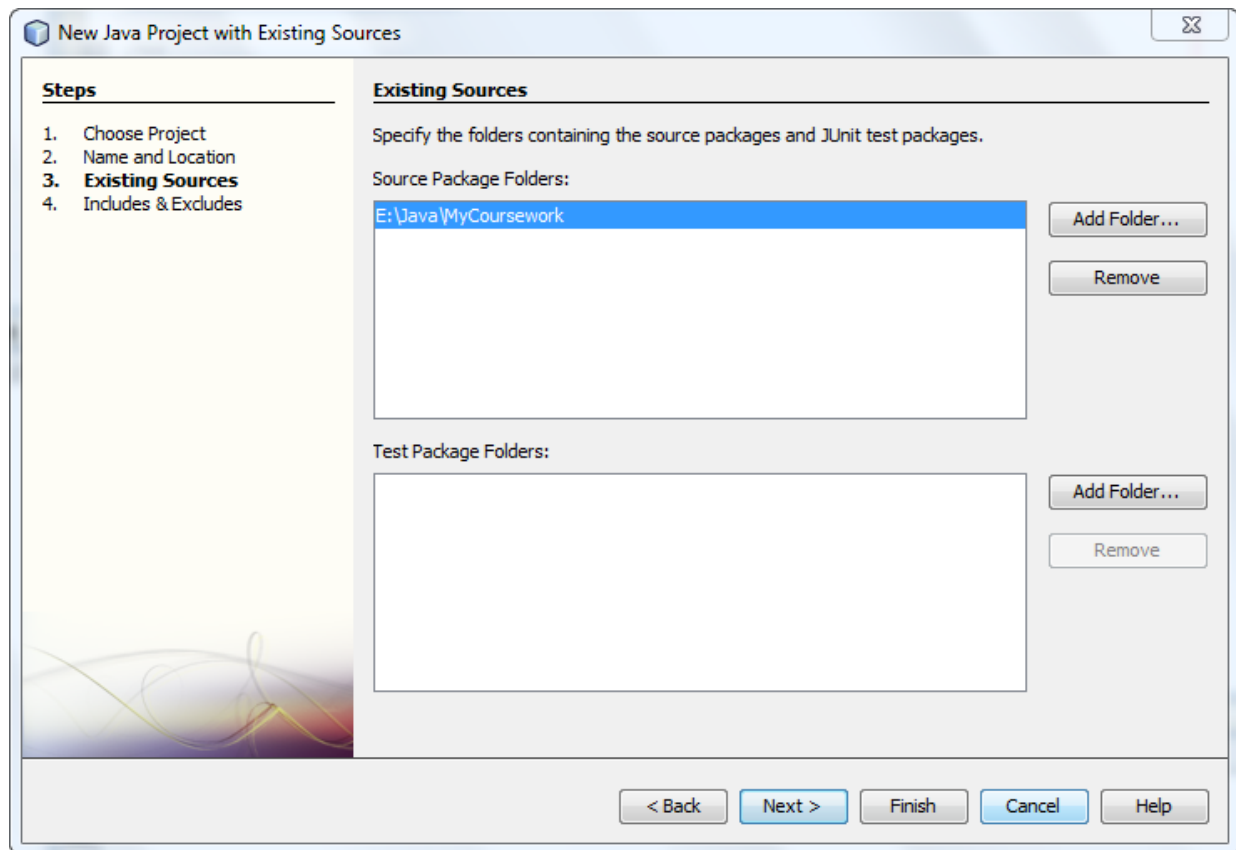 New Java Project with Existing Sources
Steps
1. Choose Project
2. Name and Location
3. Existing Sources
4. Includes & Excludes
Existing Sources
Specify the folders containing the source packages and JUnit test packages.
Source Package Folders:
E:\Java\MyCoursework
Add Folder...
Remove
Test Package Folders:
Add Folder...
Remove
< Back
Next >
Finish
Cancel
Help